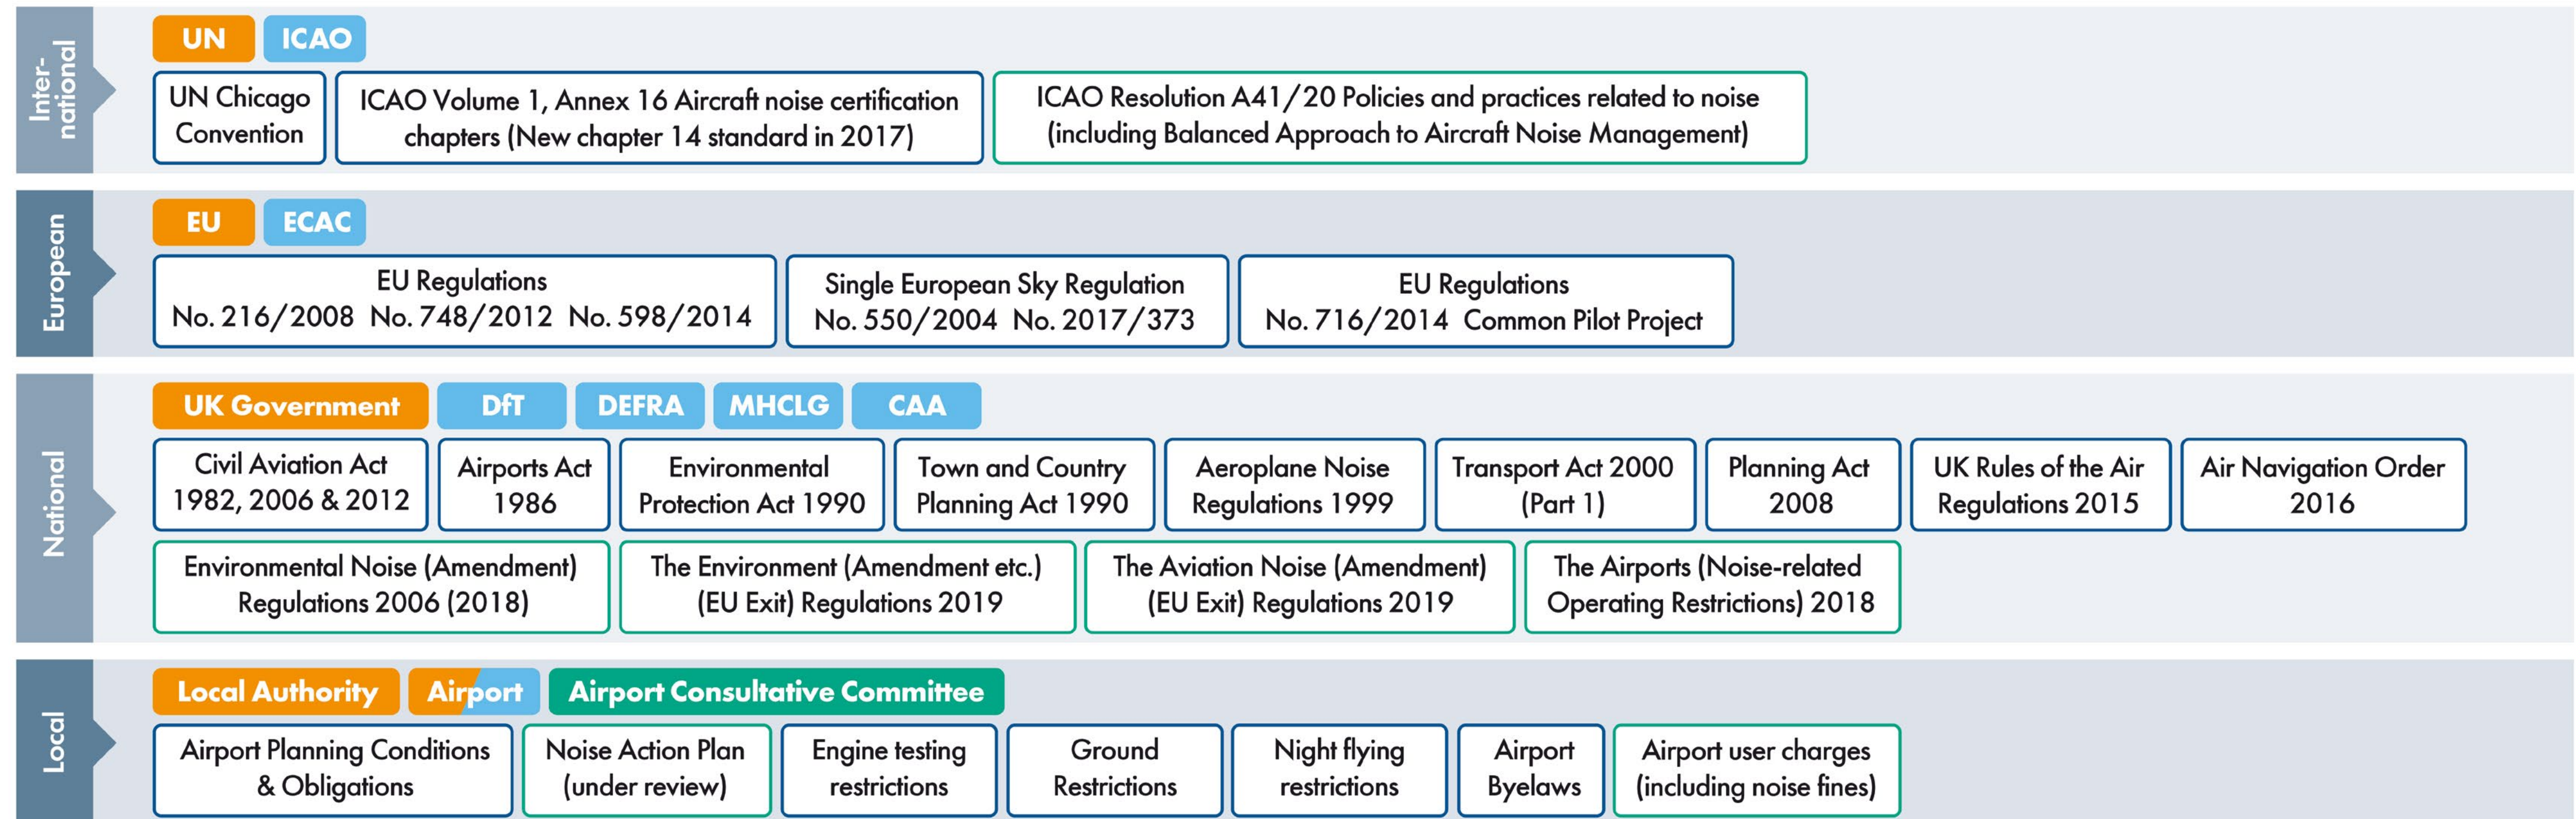 Inter-
national
UN
ICAO
UN Chicago
Convention
ICAO Volume 1, Annex 16 Aircraft noise certification
chapters (New chapter 14 standard in 2017)
ICAO Resolution A41/20 Policies and practices related to noise
(including Balanced Approach to Aircraft Noise Management)
European
EU
ECAC
EU Regulations
No. 216/2008 No. 748/2012 No. 598/2014
Single European Sky Regulation
No. 550/2004 No. 2017/373
EU Regulations
No. 716/2014 Common Pilot Project
National
UK Government
DfT
DEFRA
MHCLG
CAA
Civil Aviation Act
1982, 2006 & 2012
Airports Act
1986
Environmental
Protection Act 1990
Town and Country
Planning Act 1990
Aeroplane Noise
Regulations 1999
Transport Act 2000
(Part 1)
Planning Act
2008
UK Rules of the Air
Regulations 2015
Air Navigation Order
2016
Environmental Noise (Amendment)
Regulations 2006 (2018)
The Environment (Amendment etc.)
(EU Exit) Regulations 2019
The Aviation Noise (Amendment)
(EU Exit) Regulations 2019
The Airports (Noise-related
Operating Restrictions) 2018
Local
Local Authority
Airport
Airport Consultative Committee
Airport Planning Conditions
& Obligations
Noise Action Plan
(under review)
Engine testing
restrictions
Ground
Restrictions
Night flying
restrictions
Airport
Byelaws
Airport user charges
(including noise fines)